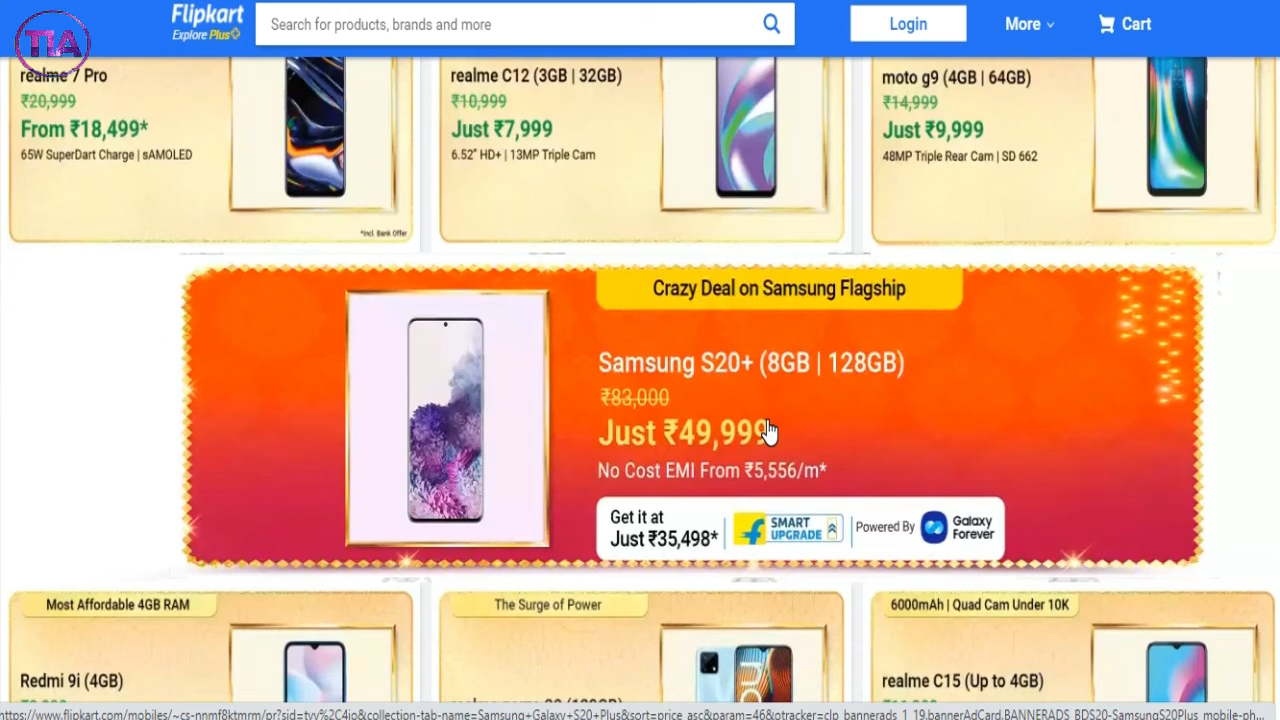 Flipkart
Explore Plus
Search for products, brands and more
Login
More
Cart
TIA
realme 7 Pro
₹20,999
From ₹18,499*
65W SuperDart Charge | sAMOLED
*Incl. Bank Offer
realme C12 (3GB | 32GB)
₹10,999
Just ₹7,999
6.52" HD+ | 13MP Triple Cam
moto g9 (4GB | 64GB)
₹14,999
Just ₹9,999
48MP Triple Rear Cam | SD 662
Crazy Deal on Samsung Flagship
Samsung S20+ (8GB | 128GB)
₹83,000
Just ₹49,999
No Cost EMI From ₹5,556/m*
Get it at
Just ₹35,498*
SMART
UPGRADE
Powered By
Galaxy
Forever
Most Affordable 4GB RAM
Redmi 9i (4GB)
The Surge of Power
6000mAh | Quad Cam Under 10K
realme C15 (Up to 4GB)